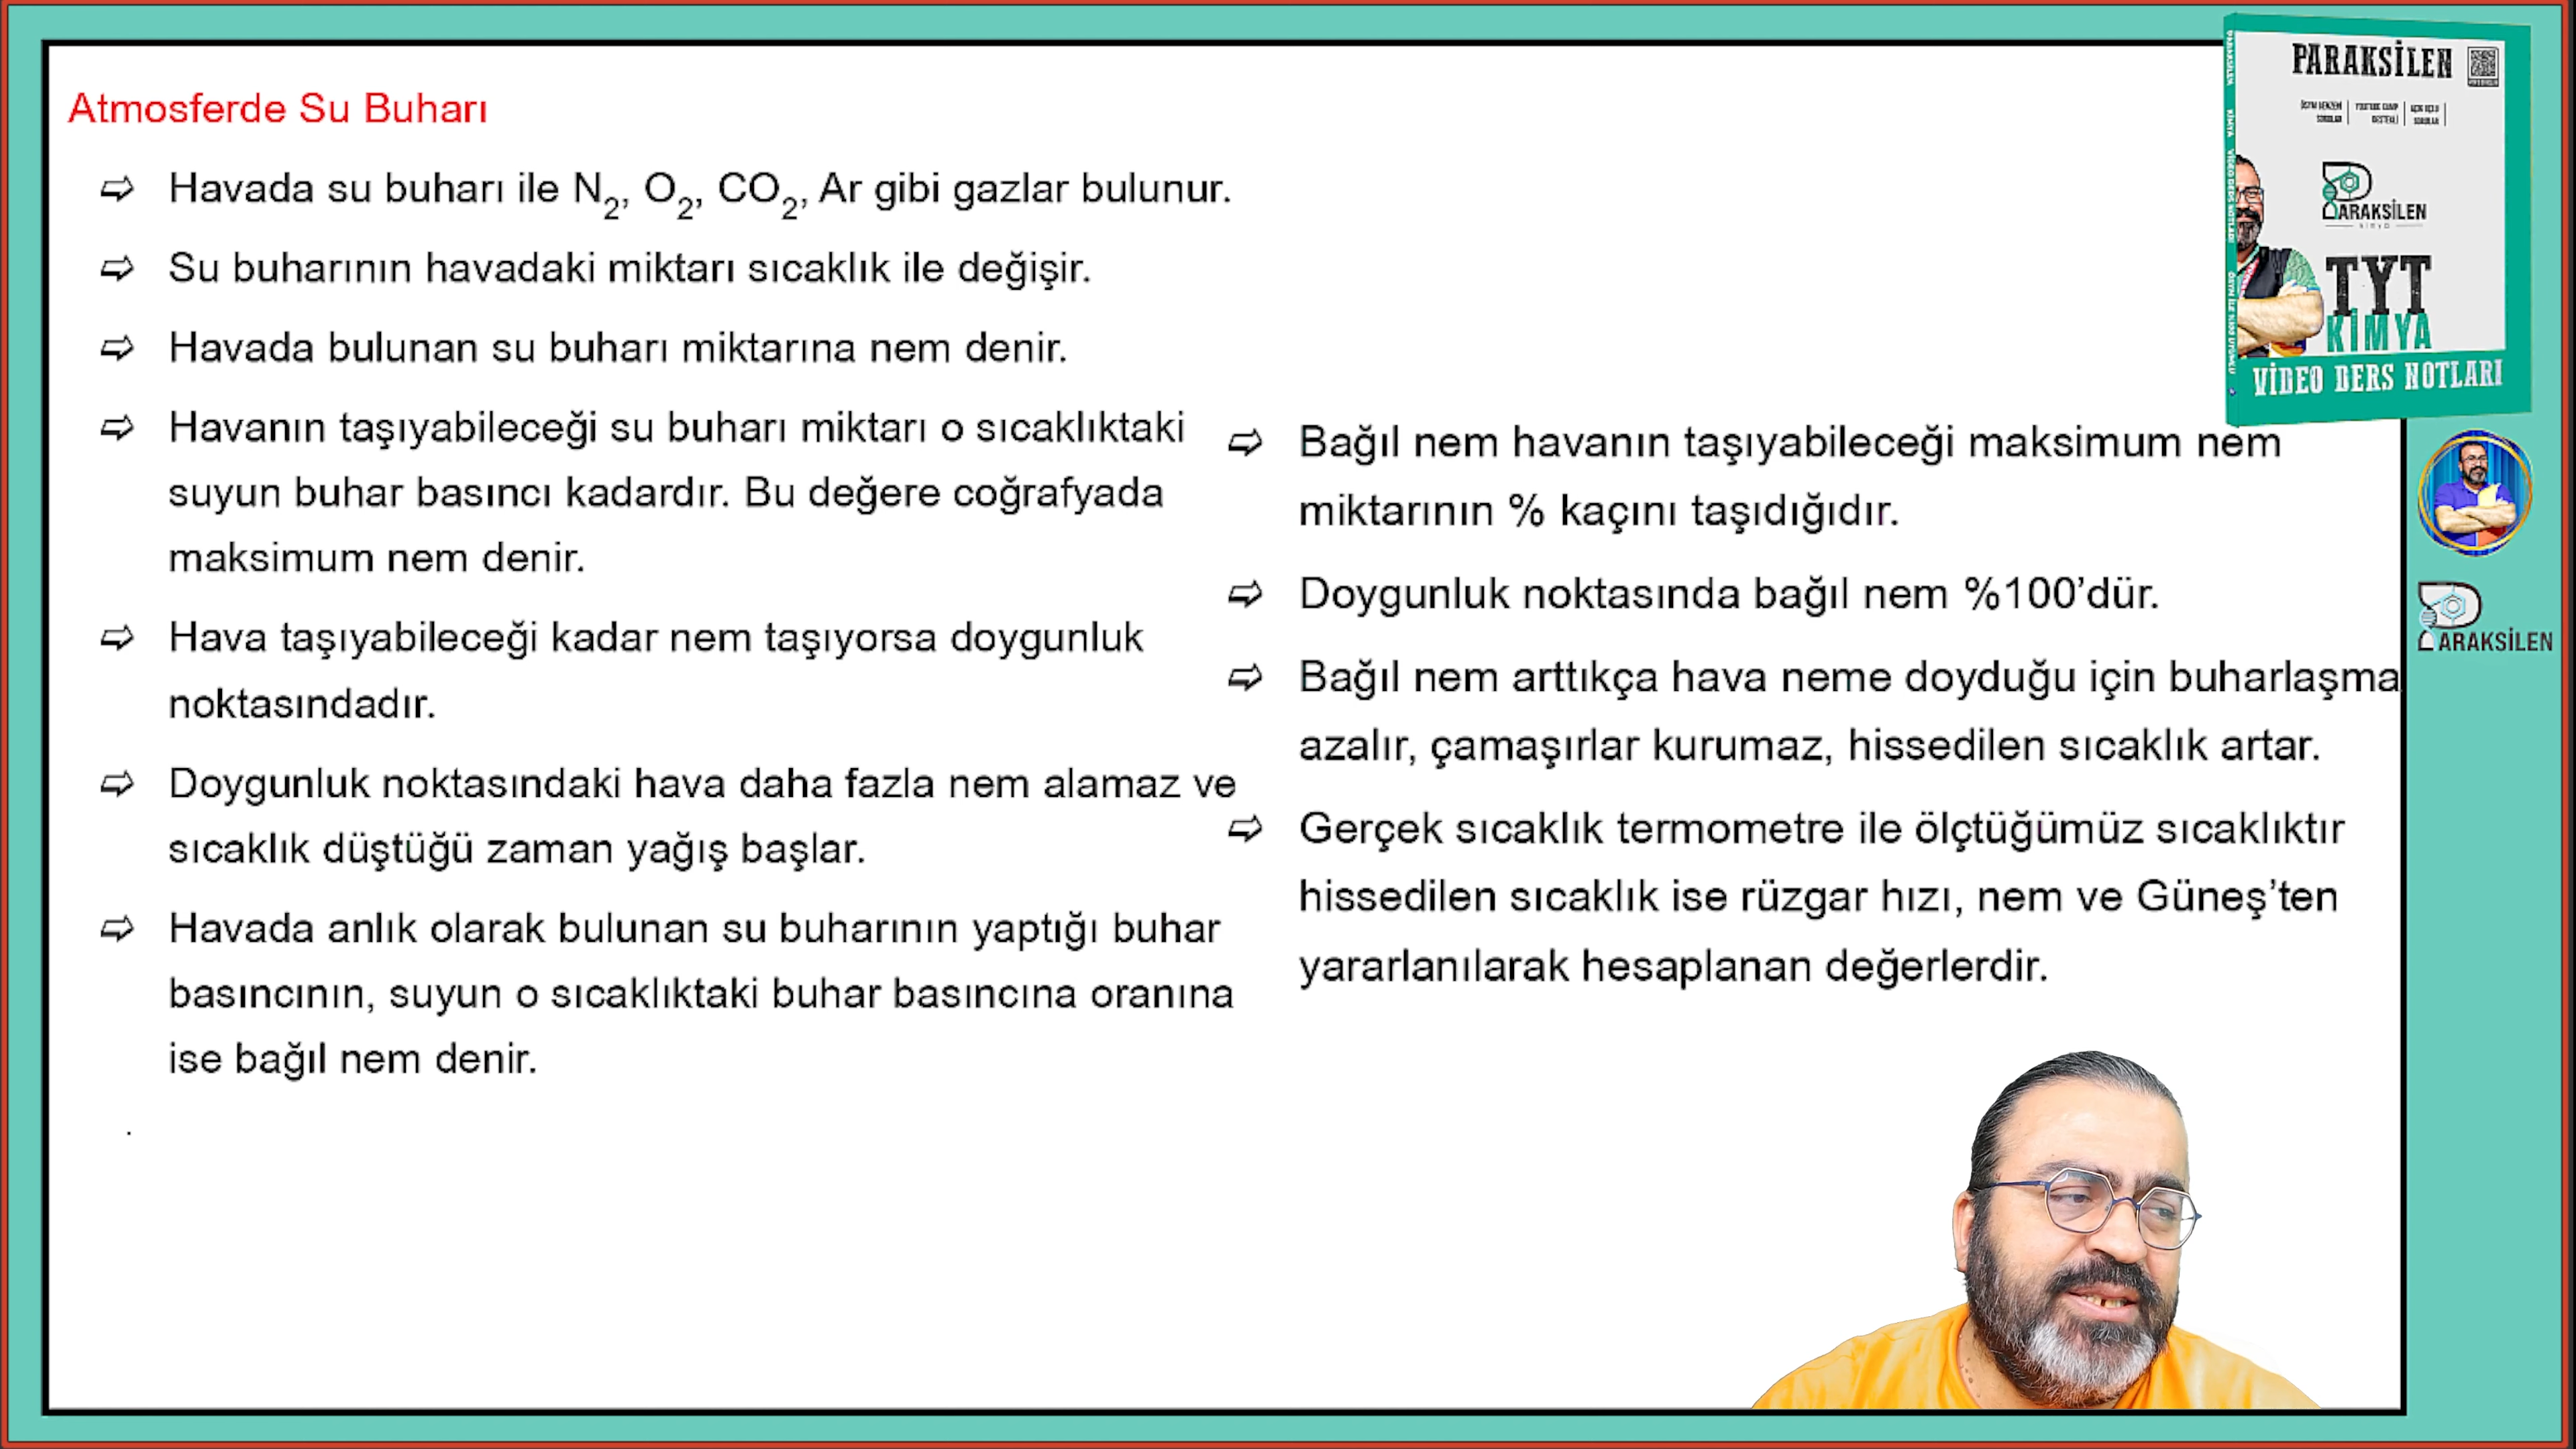 Atmosferde Su Buharı
⇨ Havada su buharı ile N₂, O₂, CO₂, Ar gibi gazlar bulunur.
⇨ Su buharının havadaki miktarı sıcaklık ile değişir.
⇨ Havada bulunan su buharı miktarına nem denir.
⇨ Havanın taşıyabileceği su buharı miktarı o sıcaklıktaki
suyun buhar basıncı kadardır. Bu değere coğrafyada
maksimum nem denir.
⇨ Hava taşıyabileceği kadar nem taşıyorsa doygunluk
noktasındadır.
⇨ Doygunluk noktasındaki hava daha fazla nem alamaz ve
sıcaklık düştüğü zaman yağış başlar.
⇨ Havada anlık olarak bulunan su buharının yaptığı buhar
basıncının, suyun o sıcaklıktaki buhar basıncına oranına
ise bağıl nem denir.
.
⇨ Bağıl nem havanın taşıyabileceği maksimum nem
miktarının % kaçını taşıdığıdır.
⇨ Doygunluk noktasında bağıl nem %100’dür.
⇨ Bağıl nem arttıkça hava neme doyduğu için buharlaşma
azalır, çamaşırlar kurumaz, hissedilen sıcaklık artar.
⇨ Gerçek sıcaklık termometre ile ölçtüğümüz sıcaklıktır
hissedilen sıcaklık ise rüzgar hızı, nem ve Güneş’ten
yararlanılarak hesaplanan değerlerdir.
PARAKSİLEN
PARAKSİLEN
KİMYA
TYT
KİMYA
VİDEO DERS NOTLARI
PARAKSİLEN